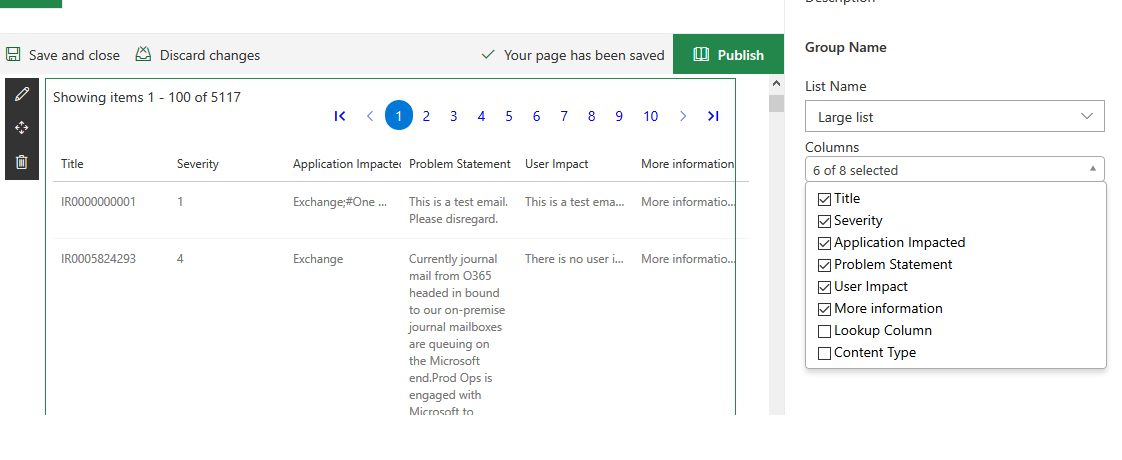 Save and close
Discard changes
Your page has been saved
Publish
Showing items 1 - 100 of 5117
1 2 3 4 5 6 7 8 9 10
Title Severity Application Impacted Problem Statement User Impact More information
IR0000000001 1 Exchange;#One ... This is a test email. This is a test ema... More informatio...
Please disregard.
IR0005824293 4 Exchange Currently journal There is no user i... More informatio...
mail from O365
headed in bound
to our on-premise
journal mailboxes
are queuing on
the Microsoft
end.Prod Ops is
engaged with
Microsoft to
Group Name
List Name
Large list
Columns
6 of 8 selected
Title
Severity
Application Impacted
Problem Statement
User Impact
More information
Lookup Column
Content Type